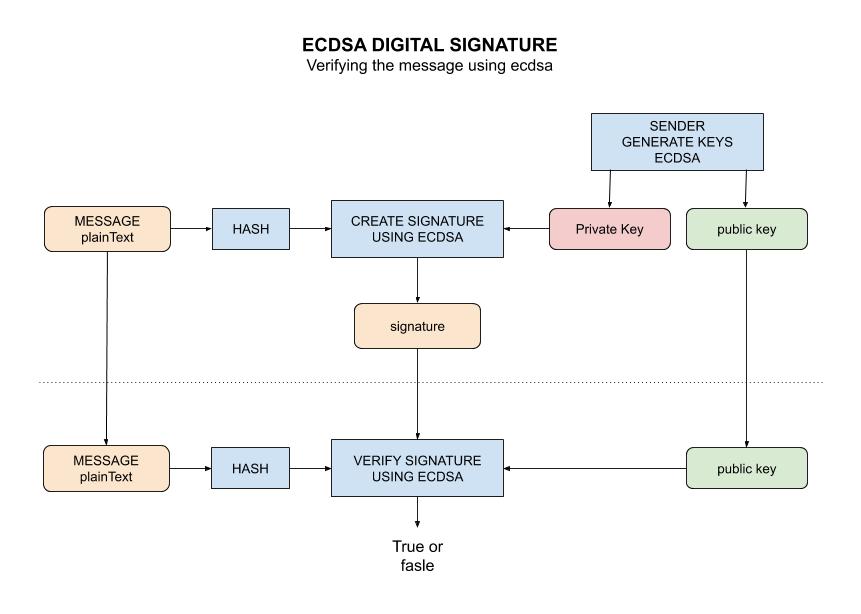 ECDSA DIGITAL SIGNATURE
Verifying the message using ecdsa
SENDER
GENERATE KEYS
ECDSA
MESSAGE
plainText
HASH
CREATE SIGNATURE
USING ECDSA
Private Key
public key
signature
MESSAGE
plainText
HASH
VERIFY SIGNATURE
USING ECDSA
public key
True or
fasle